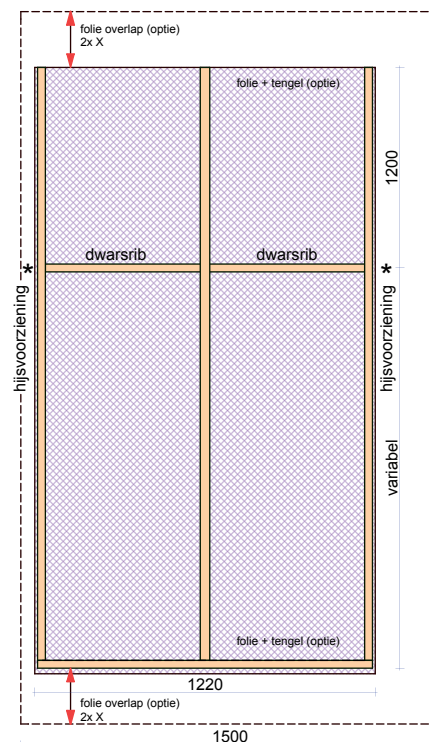 folie overlap (optie)
2x X
folie + tengel (optie)
1200
dwarsrib
dwarsrib
*
*
hijsvoorziening
hijsvoorziening
variabel
folie + tengel (optie)
1220
folie overlap (optie)
2x X
1500